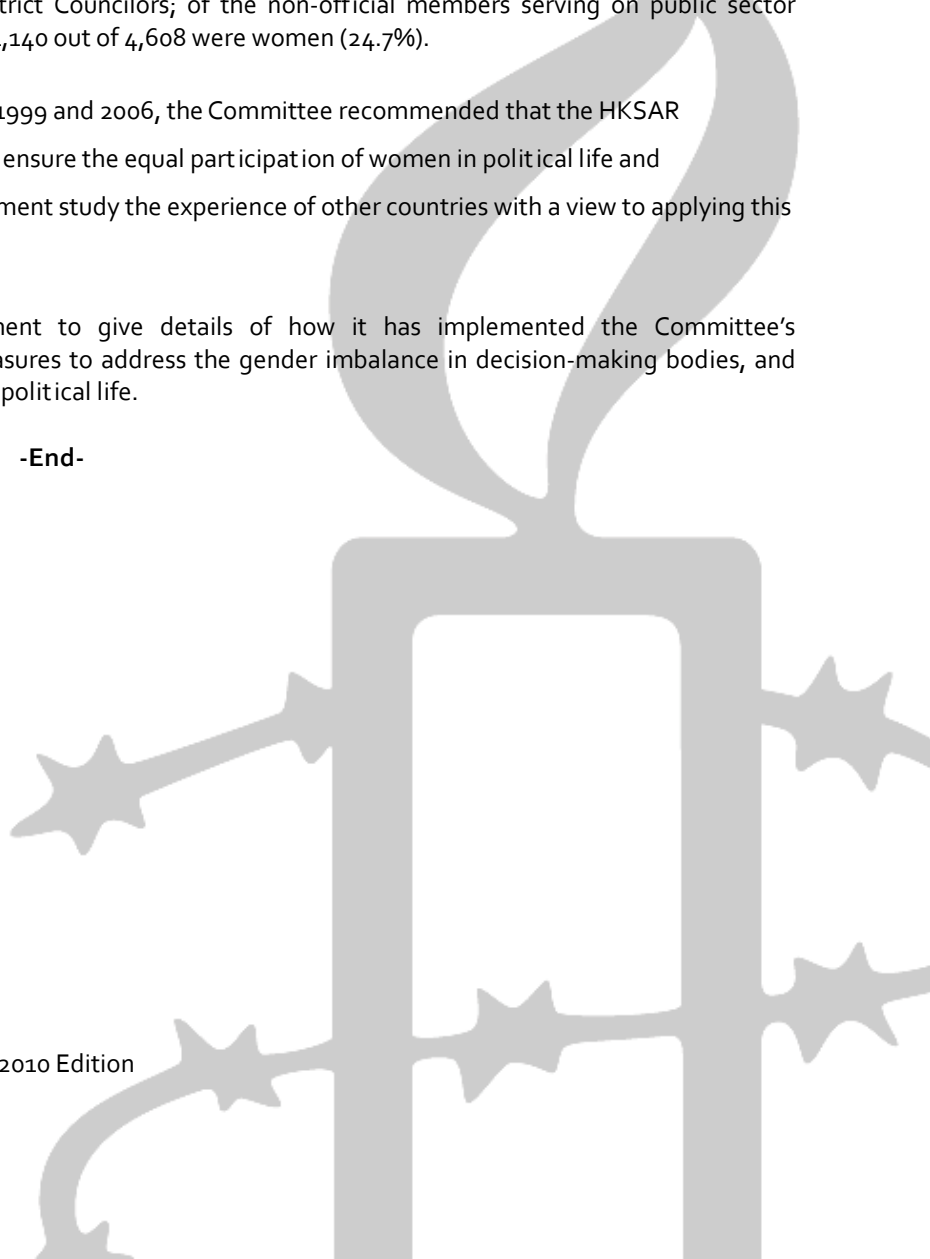 trict Councilors; of the non-official members serving on public sector
,140 out of 4,608 were women (24.7%).
1999 and 2006, the Committee recommended that the HKSAR
ensure the equal participation of women in political life and
ment study the experience of other countries with a view to applying this
nent to give details of how it has implemented the Committee’s
asures to address the gender imbalance in decision-making bodies, and
political life.
-End-
2010 Edition